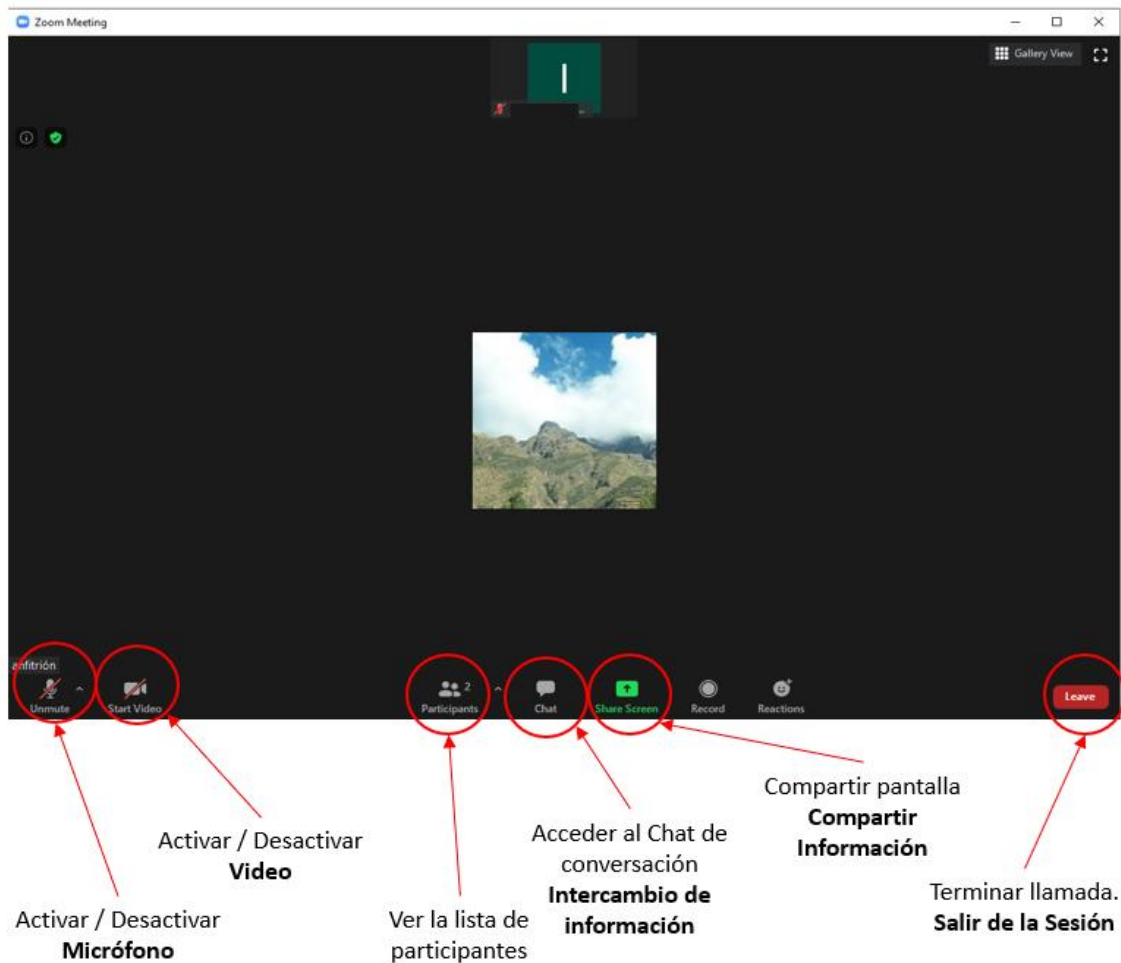 Zoom Meeting
Gallery View
I
anfitrión
Unmute
Start Video
Participants 2
Chat
Share Screen
Record
Reactions
Leave
Activar / Desactivar
Micrófono
Activar / Desactivar
Video
Ver la lista de
participantes
Acceder al Chat de
conversación
Intercambio de
información
Compartir pantalla
Compartir
Información
Terminar llamada.
Salir de la Sesión